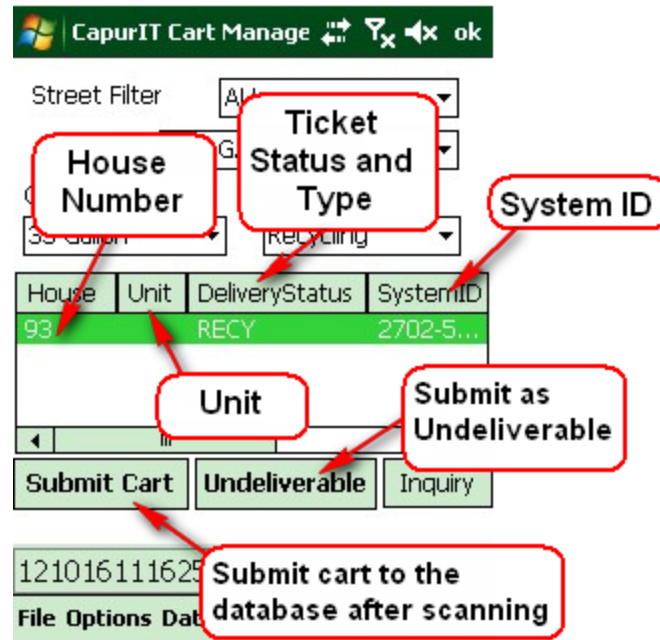 CapurIT Cart Manage ok
Street Filter
Ticket
Status and
Type
House
Number
System ID
Recycling
House Unit DeliveryStatus SystemID
93 RECY 2702-5...
Unit
Submit as
Undeliverable
Submit Cart Undeliverable Inquiry
12101611162
Submit cart to the
database after scanning
File Options